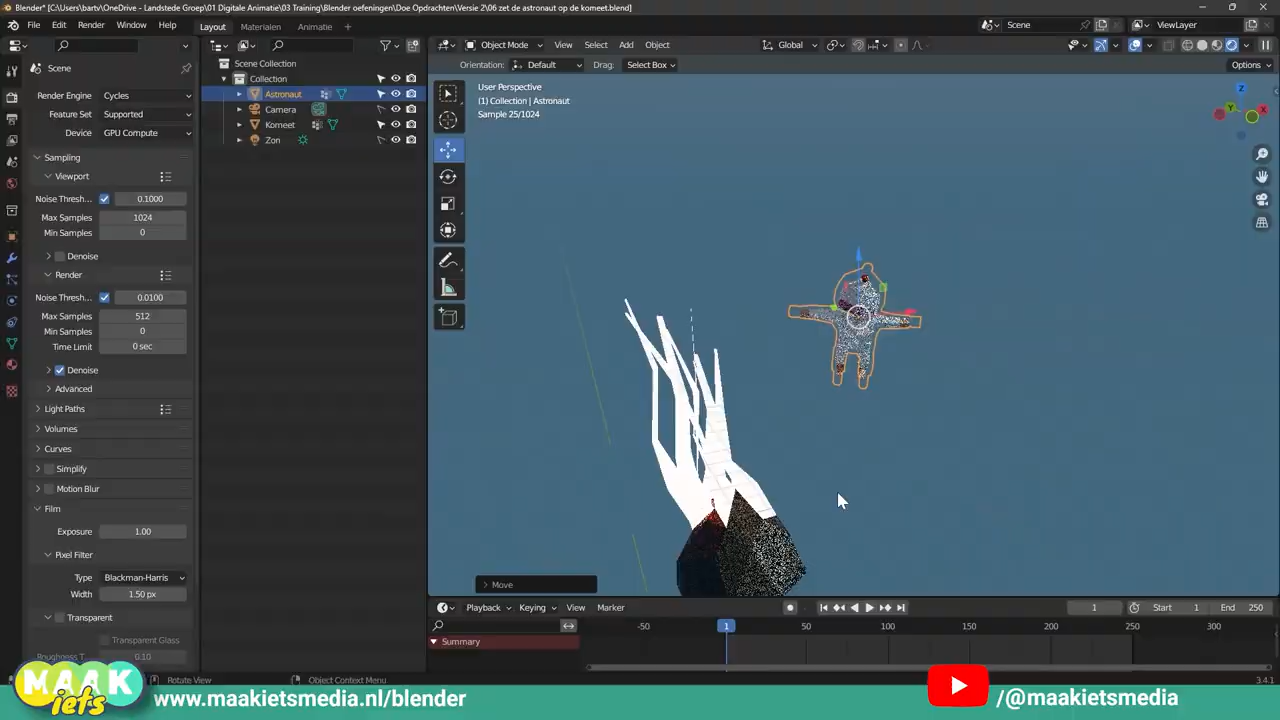 Blender* [C:\Users\bartv\OneDrive - Landstede Groep\01 Digitale Animatie\03 Training\Blender oefeningen\Doe Opdrachten\Versie 2\06 zet de astronaut op de komeet.blend]
File Edit Render Window Help Layout Materialen Animatie + Scene ViewLayer
Object Mode View Select Add Object Global
Scene
Scene Collection
Collection
Orientation: Default Drag: Select Box Options
Render Engine Cycles
Feature Set Supported
Device GPU Compute
Astronaut
Camera
Komeet
Zon
User Perspective
(1) Collection | Astronaut
Sample 25/1024
Z
Y
X
Sampling
Viewport
Noise Thresh... 0.1000
Max Samples 1024
Min Samples 0
Denoise
Render
Noise Thresh... 0.0100
Max Samples 512
Min Samples 0
Time Limit 0 sec
Denoise
Advanced
Light Paths
Volumes
Curves
Simplify
Motion Blur
Film
Exposure 1.00
Pixel Filter
Type Blackman-Harris
Width 1.50 px
Transparent
Transparent Glass
Roughness T... 0.10
Move
Playback Keying View Marker 1 Start 1 End 250
-50 1 50 100 150 200 250 300
Summary
Rotate View Object Context Menu 3.4.1
MAAK
iets
www.maakietsmedia.nl/blender
/@maakietsmedia